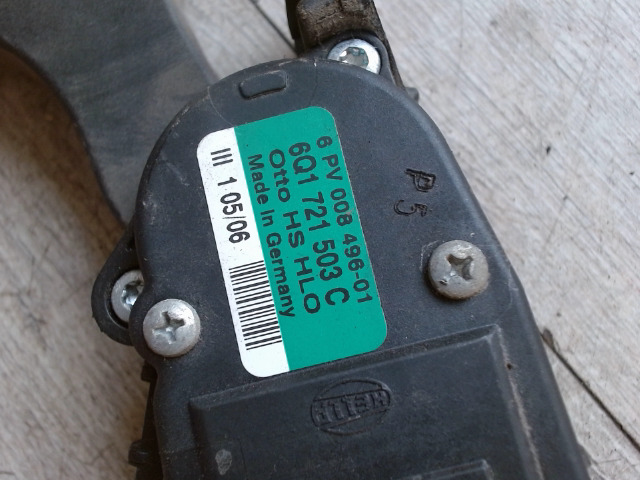 6 PV 008 496-01
6Q1 721 503 C
Otto HS HLO
Made In Germany
III 1 05/06
P5
HELLA